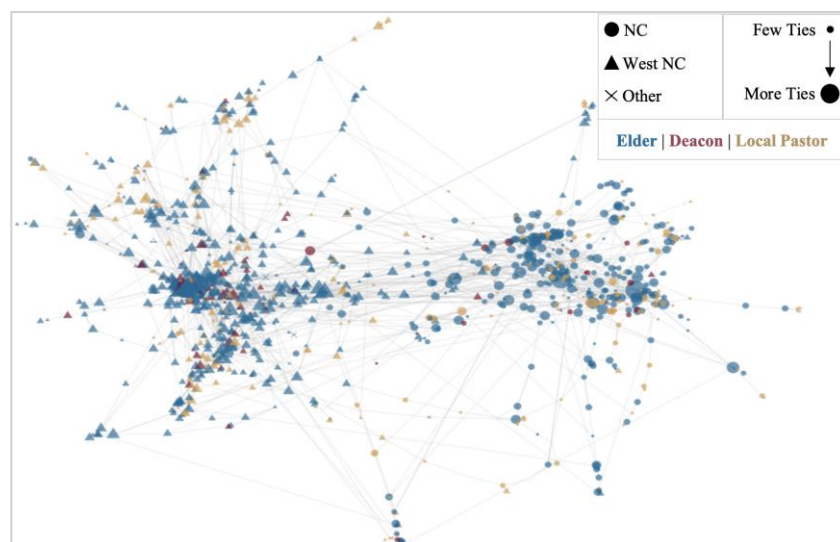 NC
West NC
Other
Few Ties
More Ties
Elder | Deacon | Local Pastor